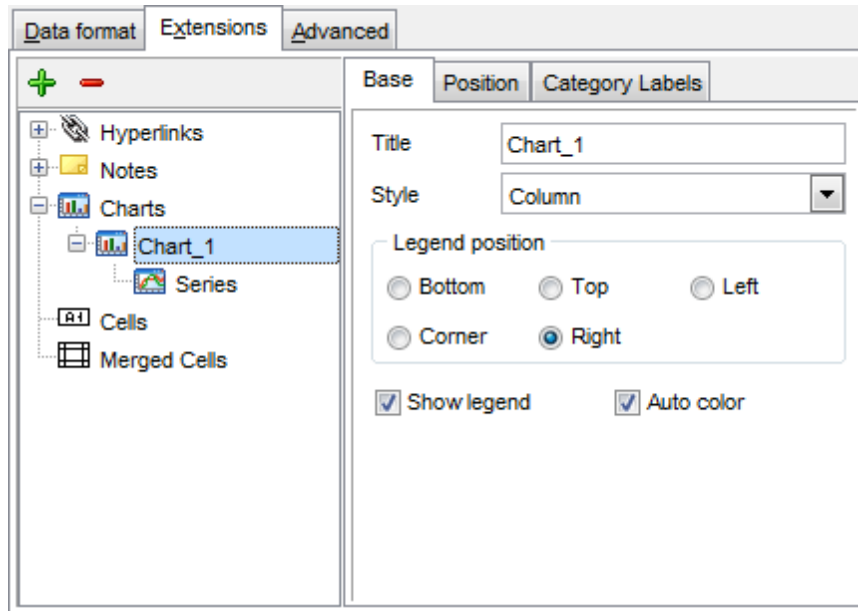 Data format Extensions Advanced
Base Position Category Labels
Hyperlinks
Notes
Charts
Chart_1
Series
A1 Cells
Merged Cells
Title Chart_1
Style Column
Legend position
Bottom Top Left
Corner Right
Show legend Auto color